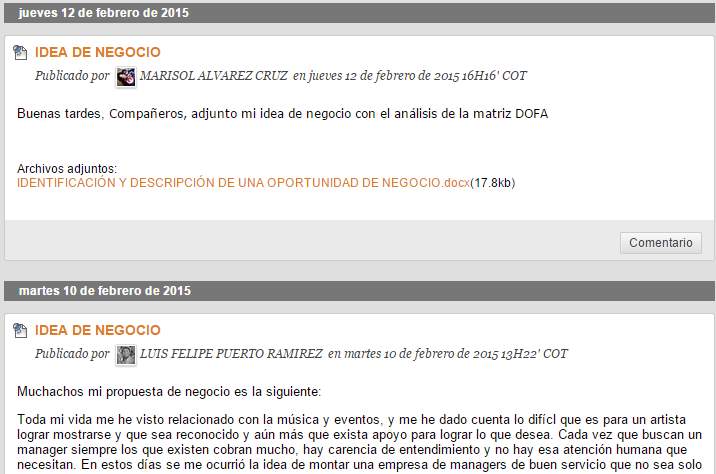 jueves 12 de febrero de 2015
IDEA DE NEGOCIO
Publicado por MARISOL ALVAREZ CRUZ en jueves 12 de febrero de 2015 16H16' COT
Buenas tardes, Compañeros, adjunto mi idea de negocio con el análisis de la matriz DOFA
Archivos adjuntos:
IDENTIFICACIÓN Y DESCRIPCIÓN DE UNA OPORTUNIDAD DE NEGOCIO.docx(17.8kb)
Comentario
martes 10 de febrero de 2015
IDEA DE NEGOCIO
Publicado por LUIS FELIPE PUERTO RAMIREZ en martes 10 de febrero de 2015 13H22' COT
Muchachos mi propuesta de negocio es la siguiente:
Toda mi vida me he visto relacionado con la música y eventos, y me he dado cuenta lo difícl que es para un artista
lograr mostrarse y que sea reconocido y aún más que exista apoyo para lograr lo que desea. Cada vez que buscan un
manager siempre los que existen cobran mucho, hay carencia de entendimiento y no hay esa atención humana que
necesitan. En estos días se me ocurrió la idea de montar una empresa de managers de buen servicio que no sea solo